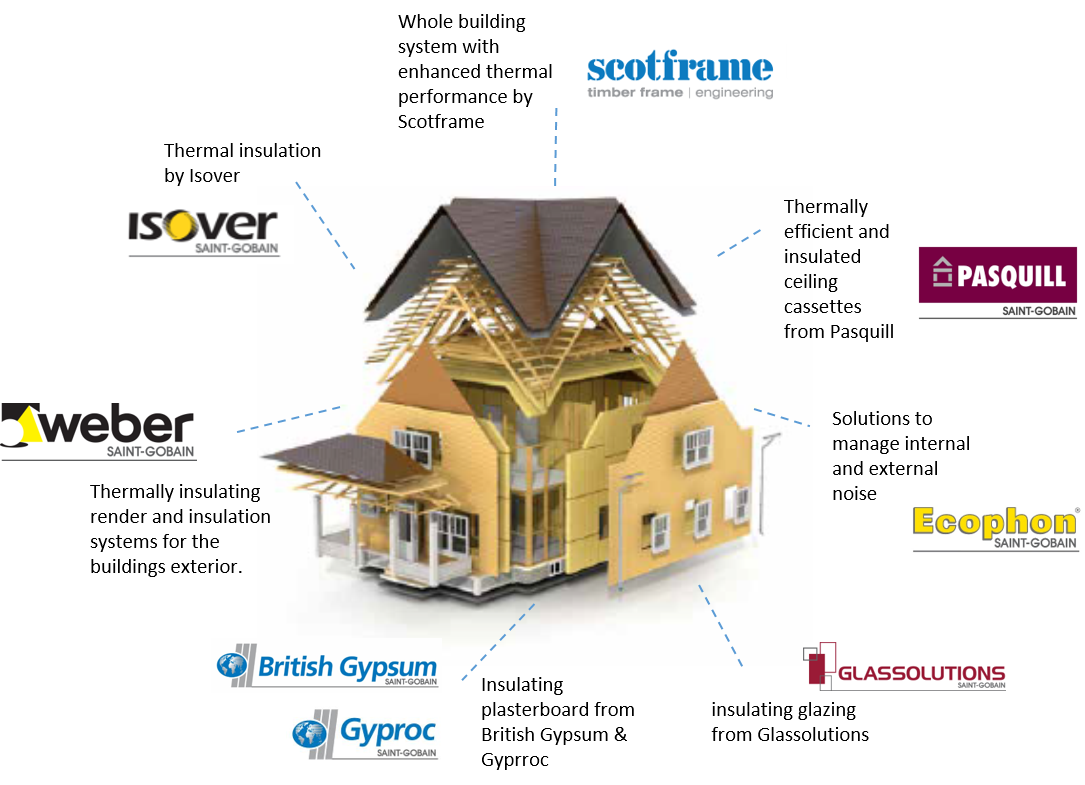 Whole building
system with
enhanced thermal
performance by
Scotframe
scotframe
timber frame | engineering
Thermal insulation
by Isover
ISOVER
SAINT-GOBAIN
Thermally
efficient and
insulated
ceiling
cassettes
from Pasquill
PASQUILL
SAINT-GOBAIN
weber
SAINT-GOBAIN
Thermally insulating
render and insulation
systems for the
buildings exterior.
Solutions to
manage internal
and external
noise
Ecophon®
SAINT-GOBAIN
British Gypsum
SAINT-GOBAIN
Gyproc
SAINT-GOBAIN
Insulating
plasterboard from
British Gypsum &
Gyprroc
GLASSOLUTIONS
SAINT-GOBAIN
insulating glazing
from Glassolutions